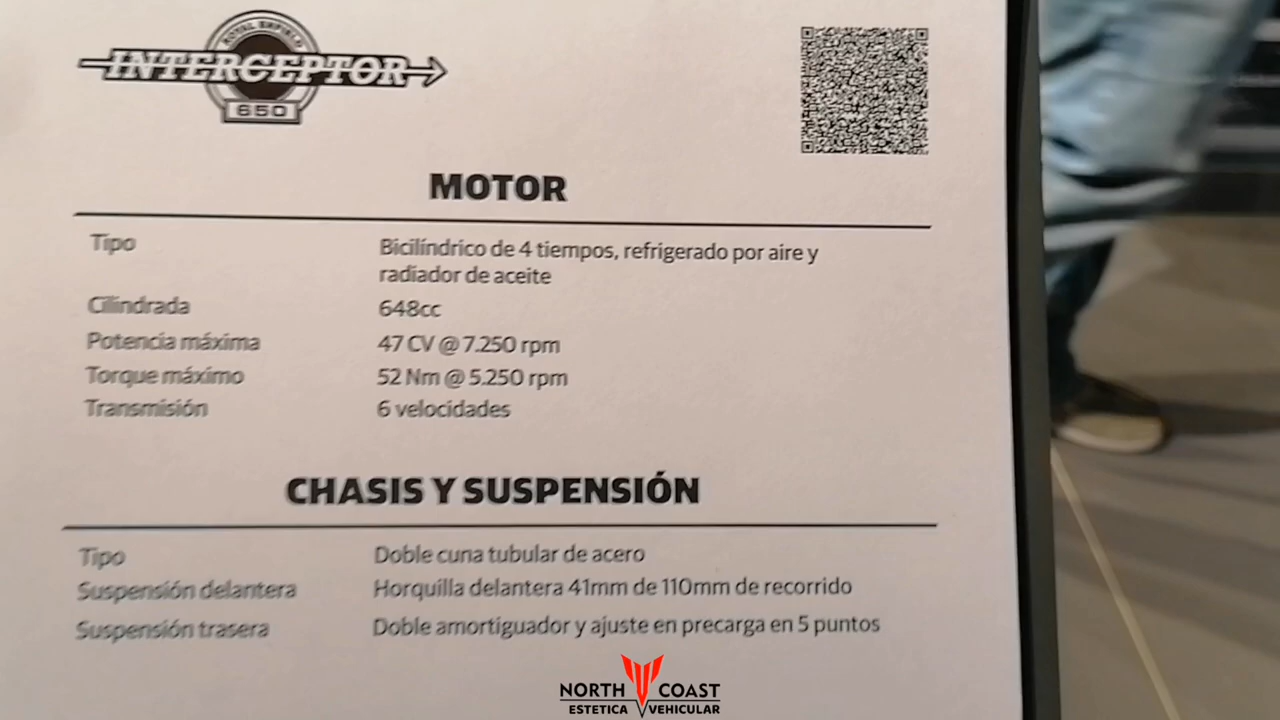 ROYAL ENFIELD
INTERCEPTOR
650
MOTOR
Tipo Bicilíndrico de 4 tiempos, refrigerado por aire y
radiador de aceite
Cilindrada 648cc
Potencia máxima 47 CV @ 7.250 rpm
Torque máximo 52 Nm @ 5.250 rpm
Transmisión 6 velocidades
CHASIS Y SUSPENSIÓN
Tipo Doble cuna tubular de acero
Suspensión delantera Horquilla delantera 41mm de 110mm de recorrido
Suspensión trasera Doble amortiguador y ajuste en precarga en 5 puntos
NORTH COAST
ESTETICA VEHICULAR